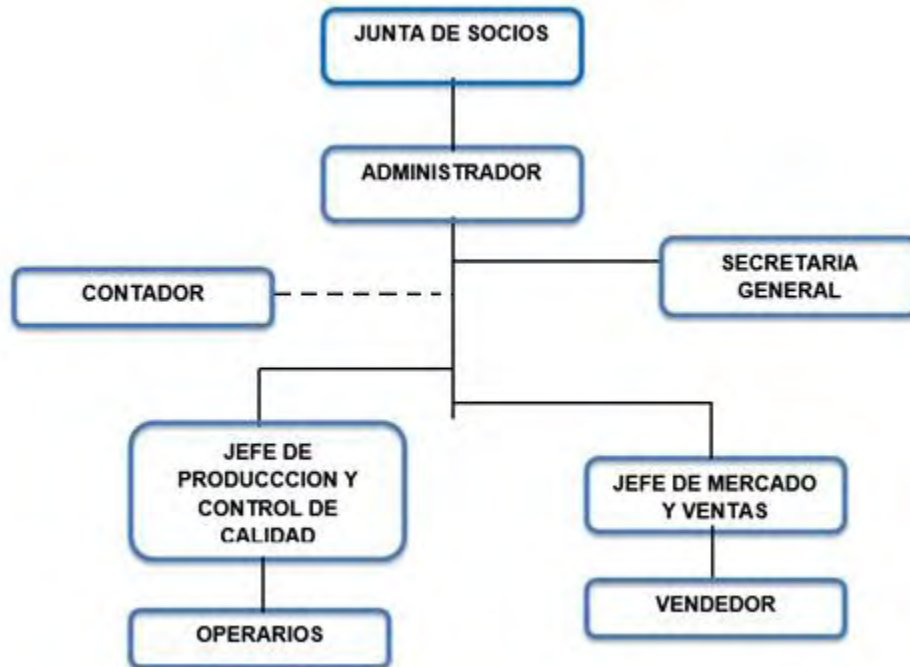 JUNTA DE SOCIOS
ADMINISTRADOR
SECRETARIA
GENERAL
CONTADOR
JEFE DE
PRODUCCCION Y
CONTROL DE
CALIDAD
JEFE DE MERCADO
Y VENTAS
OPERARIOS
VENDEDOR